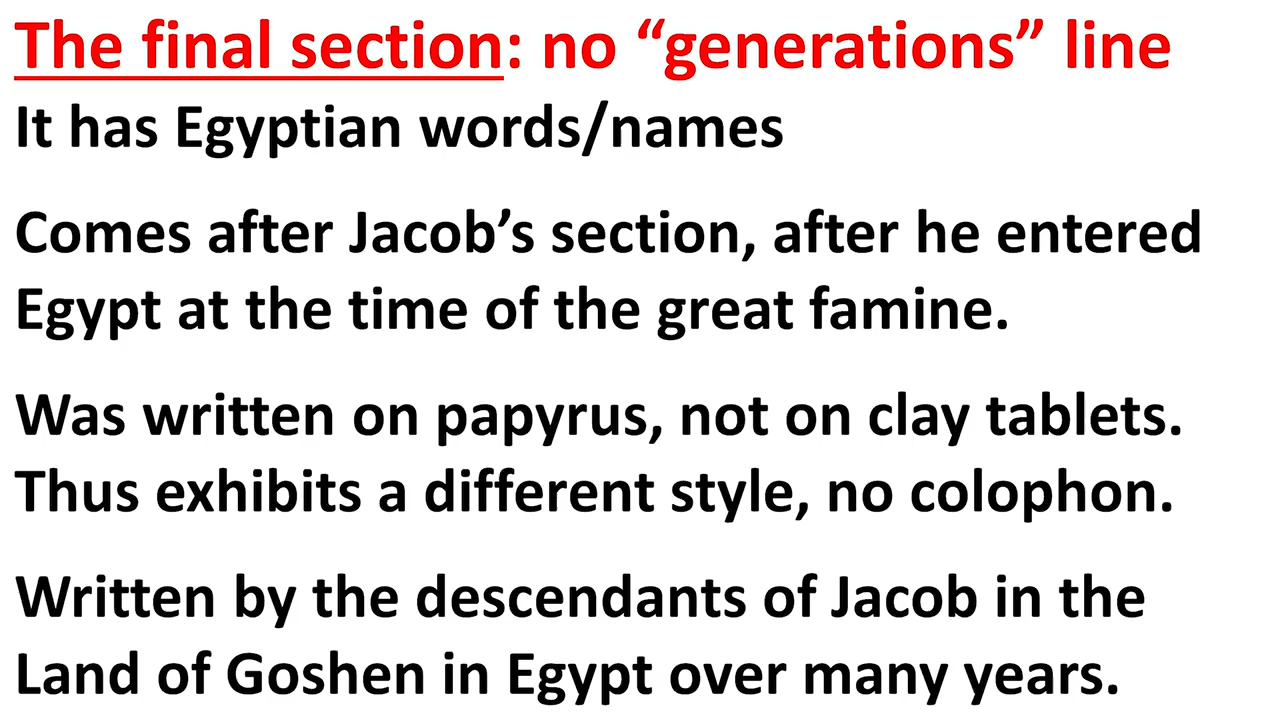 The final section: no “generations” line
It has Egyptian words/names
Comes after Jacob’s section, after he entered
Egypt at the time of the great famine.
Was written on papyrus, not on clay tablets.
Thus exhibits a different style, no colophon.
Written by the descendants of Jacob in the
Land of Goshen in Egypt over many years.